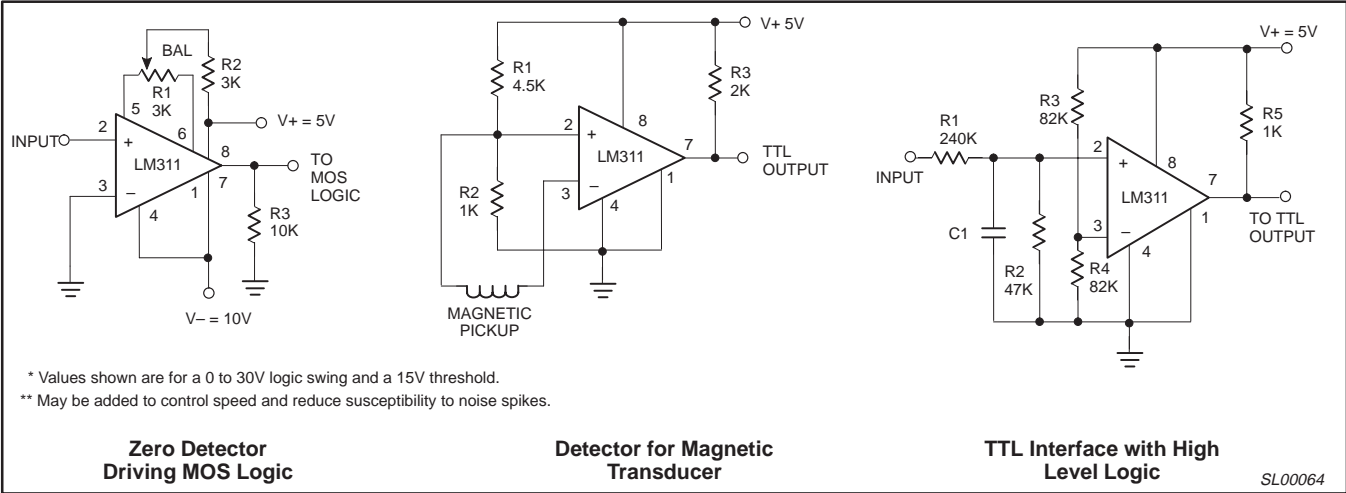 BAL
R2
3K
R1
3K
5
6
V+ = 5V
INPUT
2
+
LM311
8
TO
MOS
LOGIC
7
3
–
1
4
R3
10K
V– = 10V
V+ 5V
R1
4.5K
R3
2K
2
+
8
LM311
7
TTL
OUTPUT
3
–
1
4
R2
1K
MAGNETIC
PICKUP
V+ = 5V
R3
82K
R5
1K
R1
240K
INPUT
2
+
8
LM311
7
3
–
1
4
TO TTL
OUTPUT
C1
R2
47K
R4
82K
* Values shown are for a 0 to 30V logic swing and a 15V threshold.
** May be added to control speed and reduce susceptibility to noise spikes.
Zero Detector
Driving MOS Logic
Detector for Magnetic
Transducer
TTL Interface with High
Level Logic
SL00064